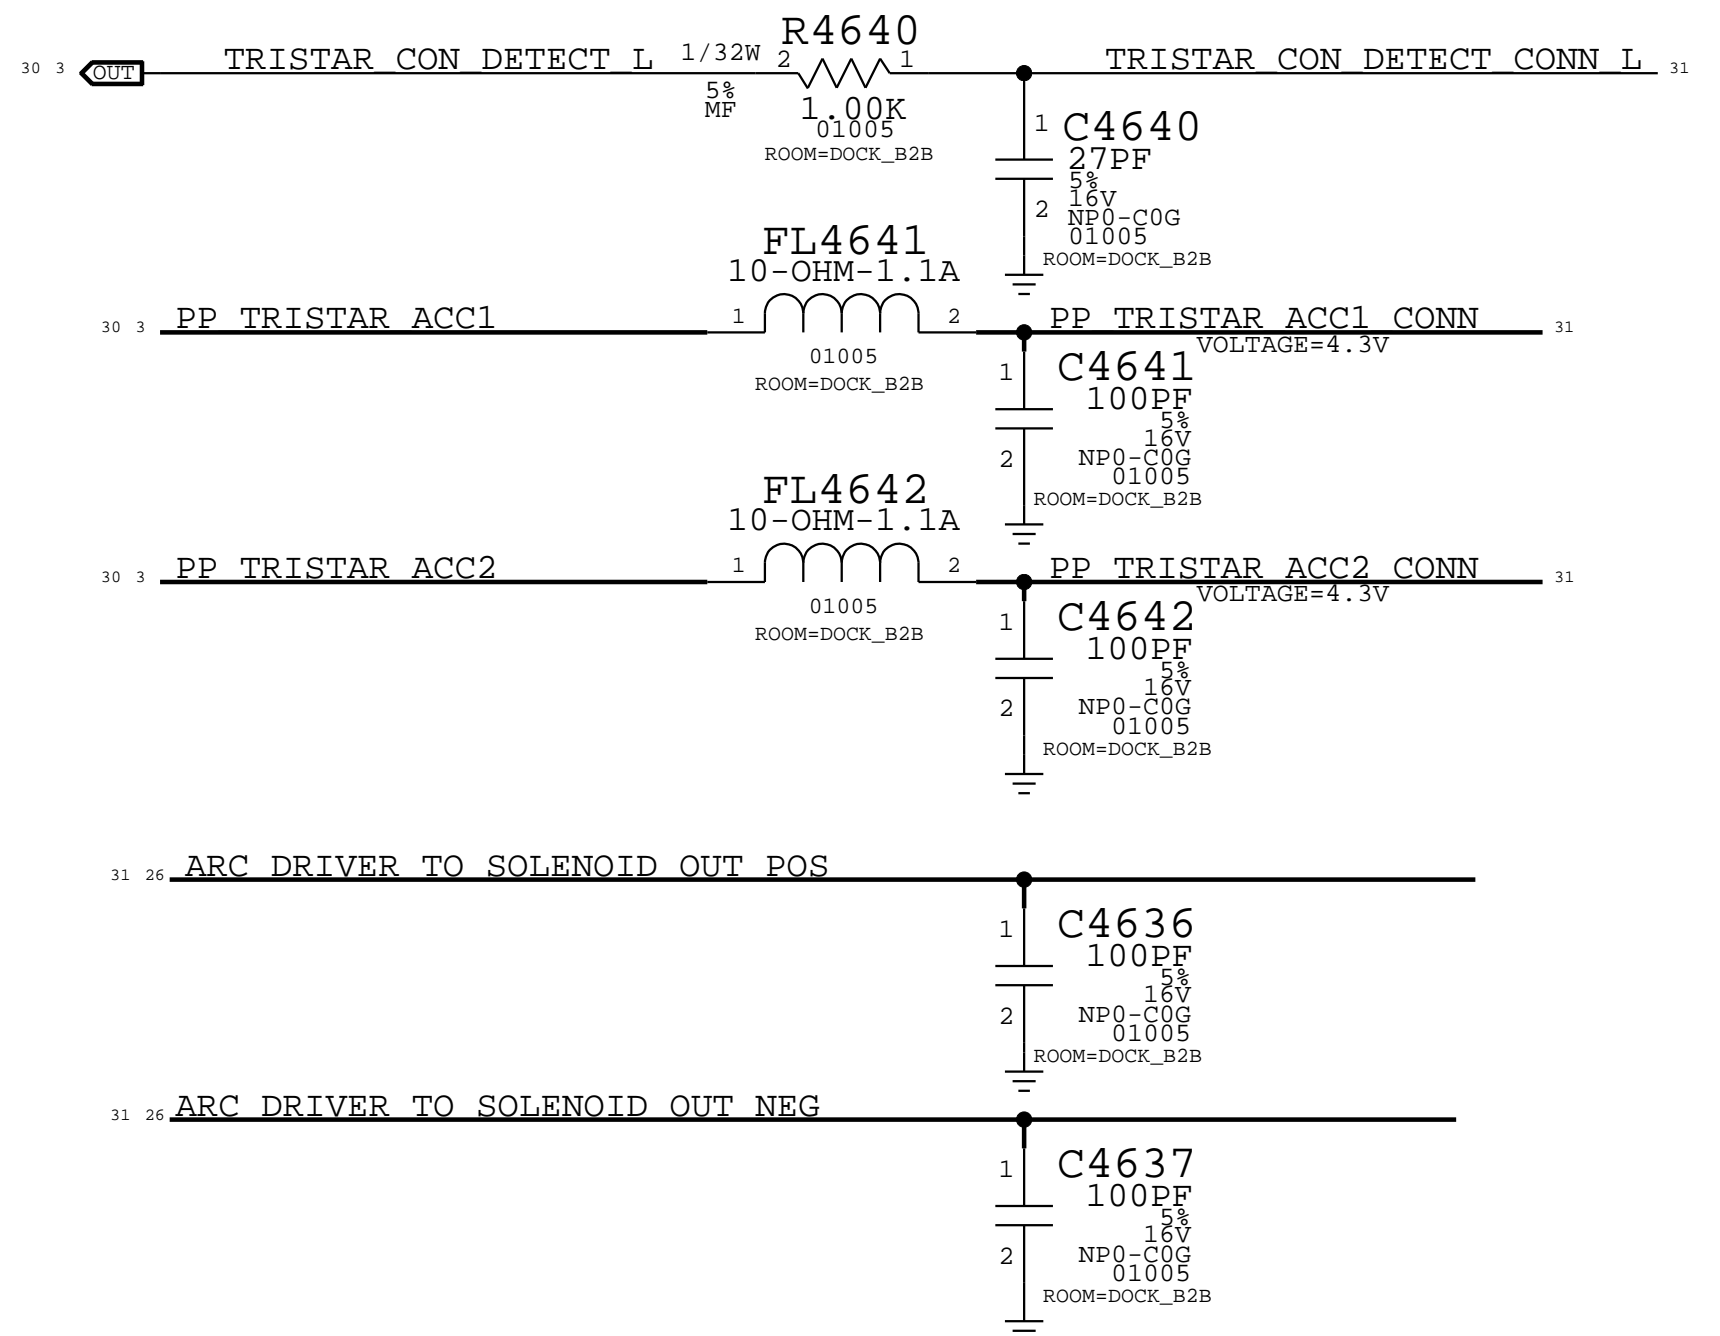 R4640
30 3 OUT TRISTAR_CON_DETECT_L 1/32W 2 1 TRISTAR_CON_DETECT_CONN_L 31
5%
MF
1.00K
01005
ROOM=DOCK_B2B
1 C4640
27PF
5%
16V
2 NP0-C0G
01005
ROOM=DOCK_B2B
FL4641
10-OHM-1.1A
30 3 PP_TRISTAR_ACC1 1 2 PP_TRISTAR_ACC1_CONN 31
VOLTAGE=4.3V
01005
ROOM=DOCK_B2B
1 C4641
100PF
5%
16V
2 NP0-C0G
01005
ROOM=DOCK_B2B
FL4642
10-OHM-1.1A
30 3 PP_TRISTAR_ACC2 1 2 PP_TRISTAR_ACC2_CONN 31
VOLTAGE=4.3V
01005
ROOM=DOCK_B2B
1 C4642
100PF
5%
16V
2 NP0-C0G
01005
ROOM=DOCK_B2B
31 26 ARC_DRIVER_TO_SOLENOID_OUT_POS
1 C4636
100PF
5%
16V
2 NP0-C0G
01005
ROOM=DOCK_B2B
31 26 ARC_DRIVER_TO_SOLENOID_OUT_NEG
1 C4637
100PF
5%
16V
2 NP0-C0G
01005
ROOM=DOCK_B2B